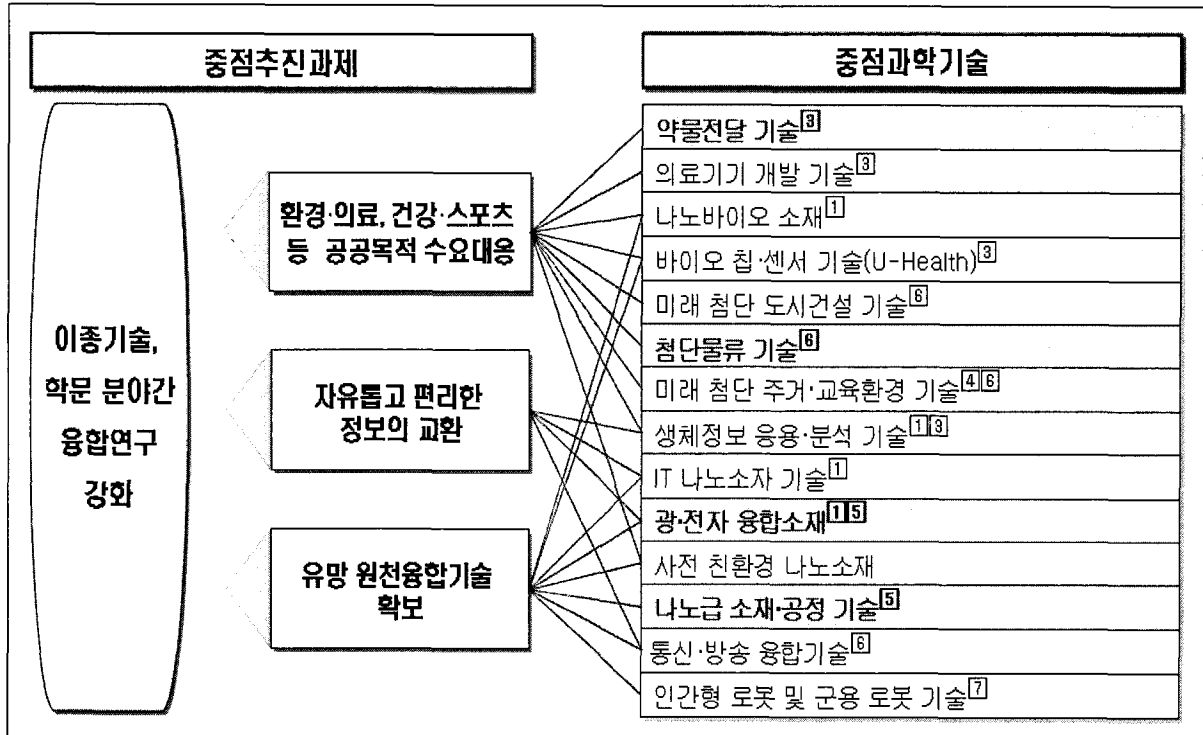 중점추진과제
중점과학기술
이종기술,
학문 분야간
융합연구
강화
환경·의료, 건강·스포츠
등 공공목적 수요대응
자유롭고 편리한
정보의 교환
유망 원천융합기술
확보
약물전달 기술[3]
의료기기 개발 기술[3]
나노바이오 소재[1]
바이오 칩·센서 기술(U-Health)[3]
미래 첨단 도시건설 기술[6]
첨단물류 기술[6]
미래 첨단 주거·교육환경 기술[4][6]
생체정보 응용·분석 기술[1][3]
IT 나노소자 기술[1]
광·전자 융합소재[1][5]
사전 친환경 나노소재
나노급 소재·공정 기술[5]
통신·방송 융합기술[6]
인간형 로봇 및 군용 로봇 기술[7]